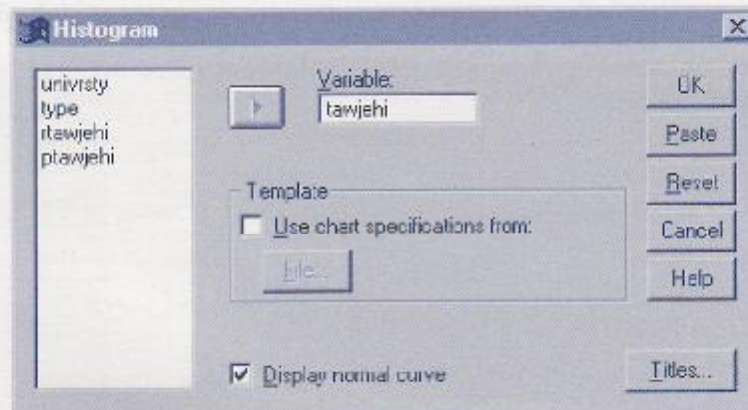 Histogram
univrsty
type
rtawjehi
ptawjehi
Variable:
tawjehi
Template
Use chart specifications from:
File...
Display normal curve
OK
Paste
Reset
Cancel
Help
Titles...